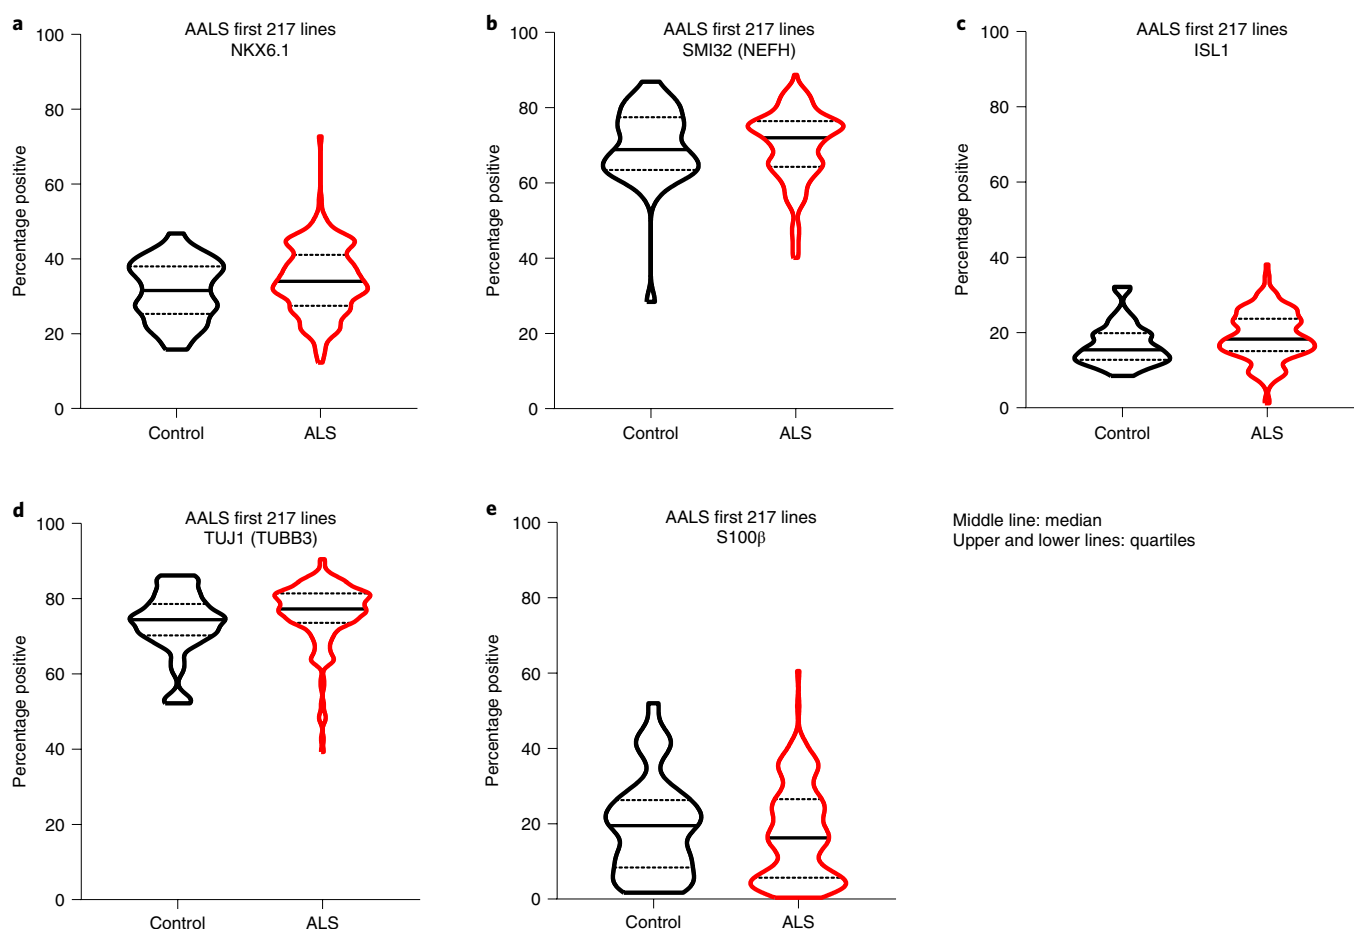 a
AALS first 217 lines
NKX6.1
Percentage positive
100
80
60
40
20
0
Control
ALS
b
AALS first 217 lines
SMI32 (NEFH)
Percentage positive
100
80
60
40
20
0
Control
ALS
c
AALS first 217 lines
ISL1
Percentage positive
100
80
60
40
20
0
Control
ALS
d
AALS first 217 lines
TUJ1 (TUBB3)
Percentage positive
100
80
60
40
20
0
Control
ALS
e
AALS first 217 lines
S100β
Percentage positive
100
80
60
40
20
0
Control
ALS
Middle line: median
Upper and lower lines: quartiles